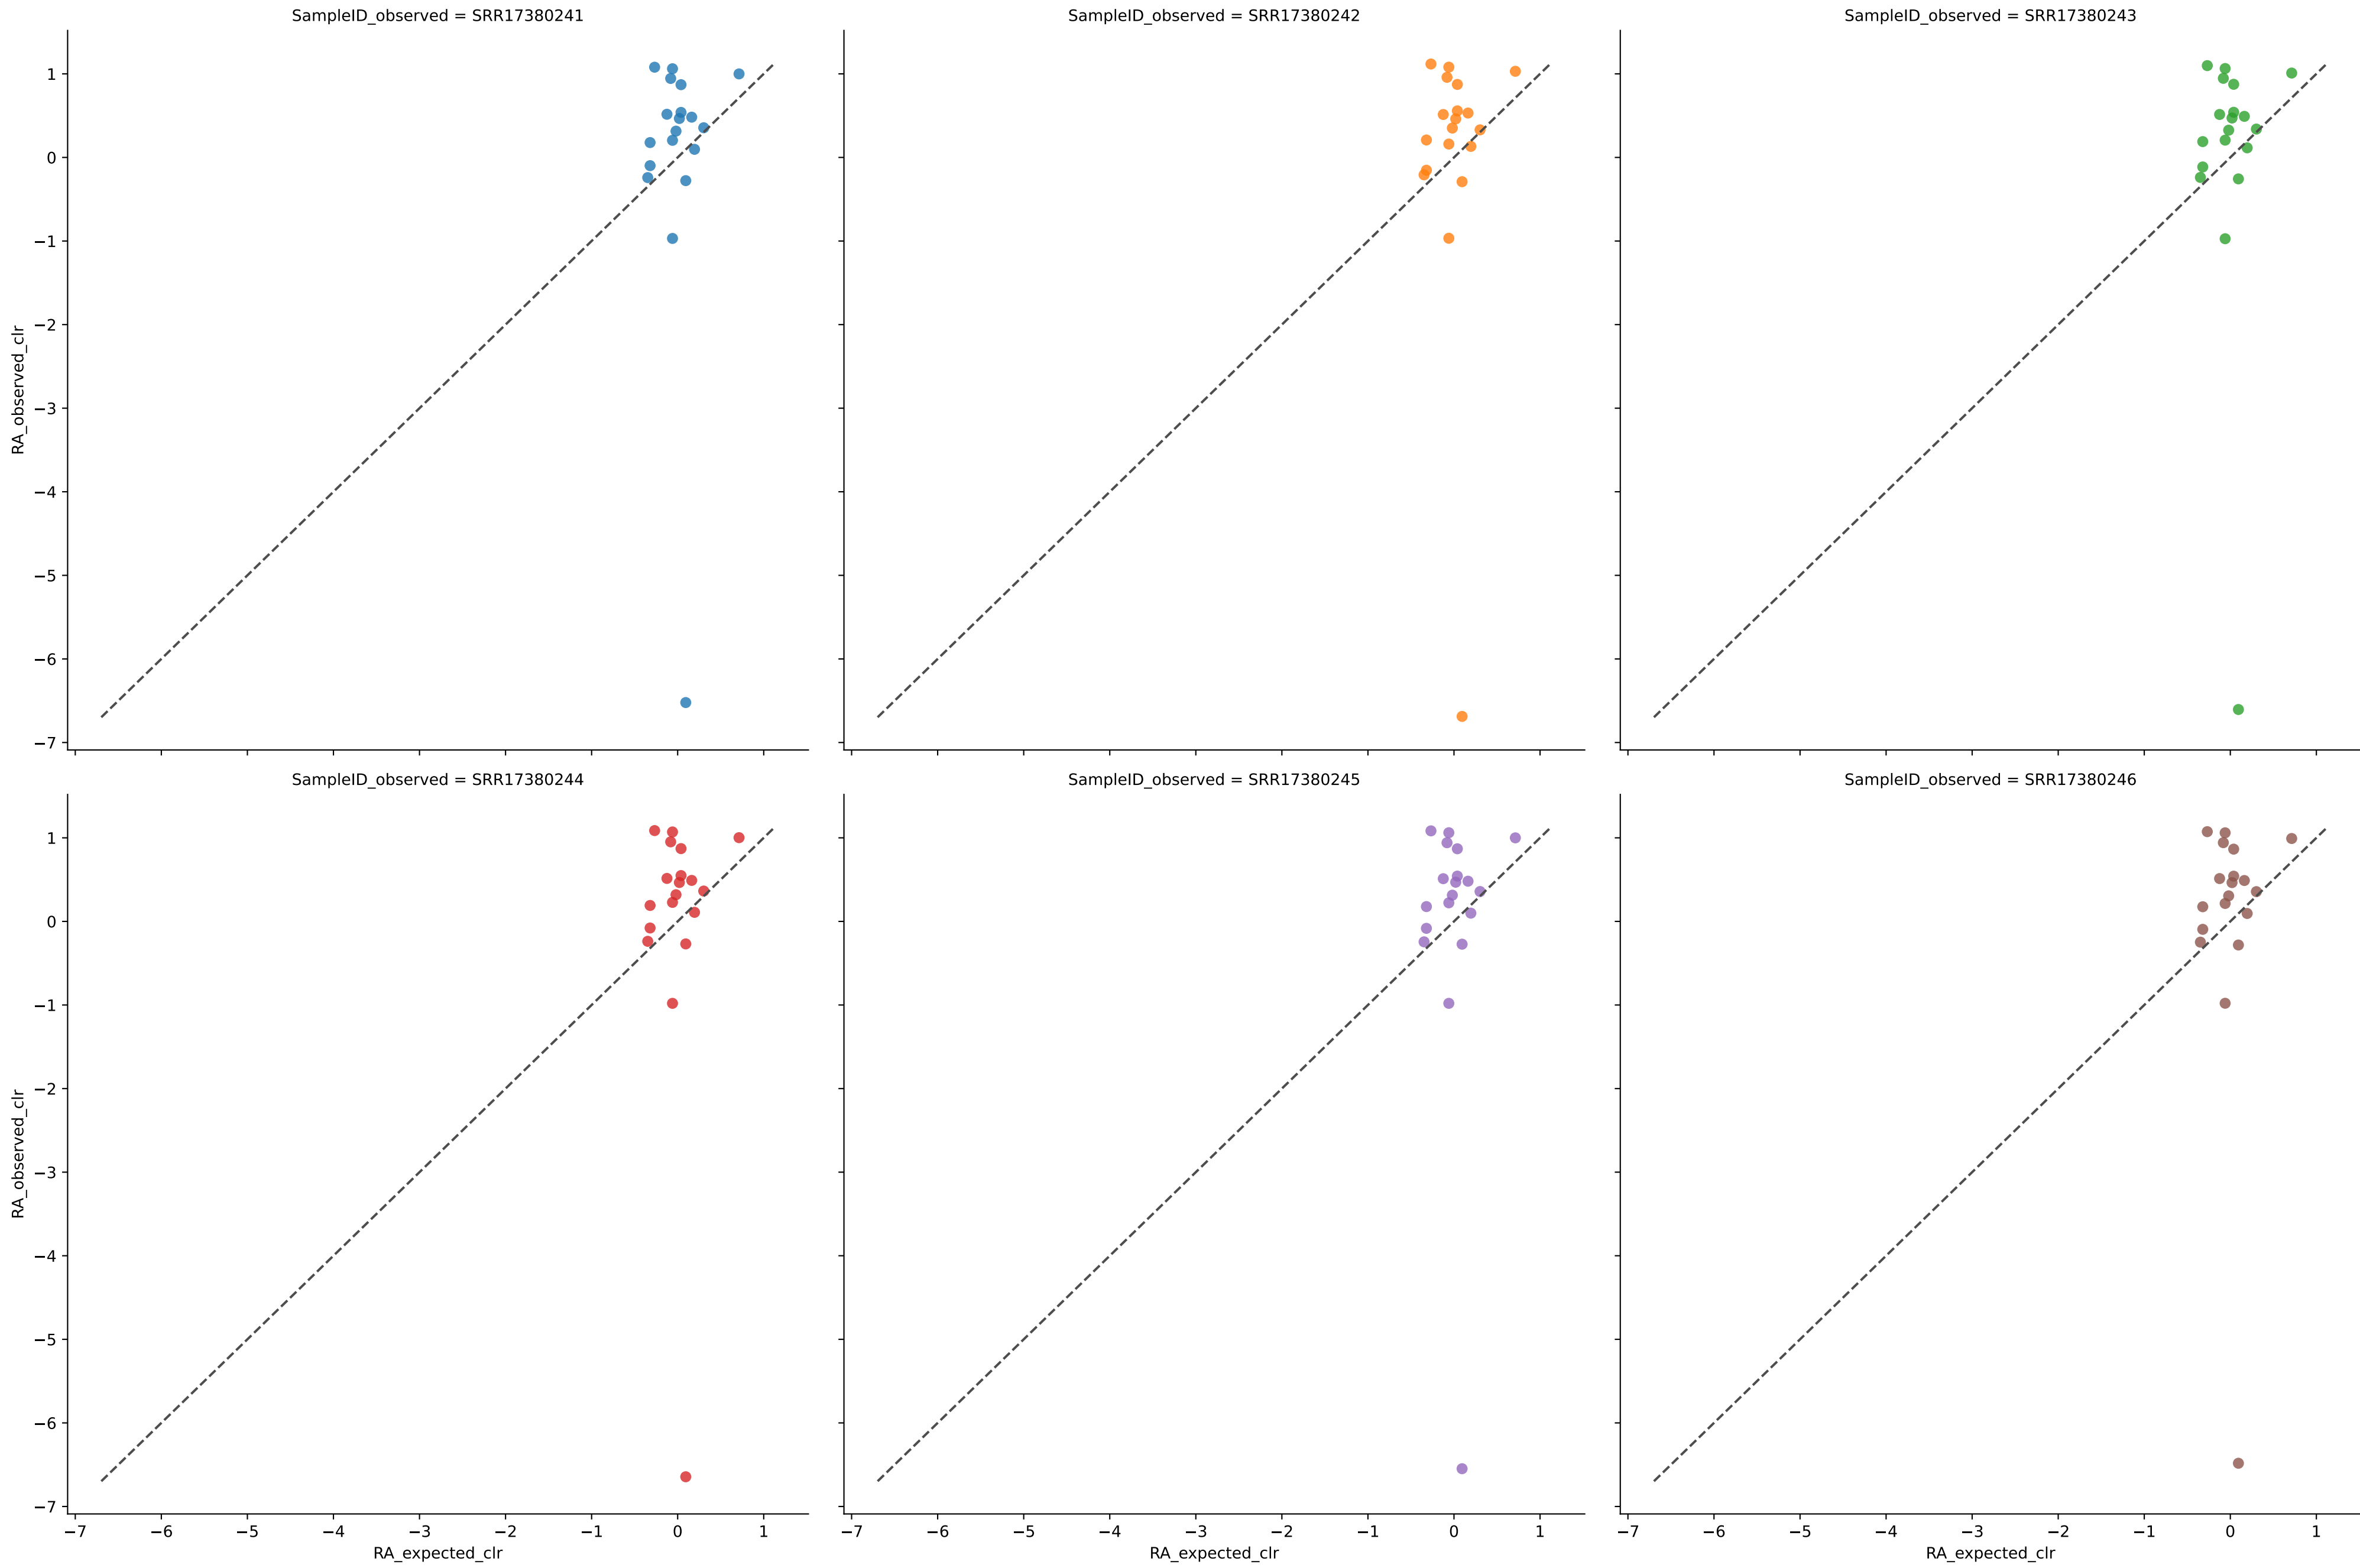 SampleID_observed = SRR17380241
SampleID_observed = SRR17380242
SampleID_observed = SRR17380243
RA_observed_clr
1
0
−1
−2
−3
−4
−5
−6
−7
SampleID_observed = SRR17380244
SampleID_observed = SRR17380245
SampleID_observed = SRR17380246
RA_observed_clr
1
0
−1
−2
−3
−4
−5
−6
−7
−7 −6 −5 −4 −3 −2 −1 0 1
−7 −6 −5 −4 −3 −2 −1 0 1
−7 −6 −5 −4 −3 −2 −1 0 1
RA_expected_clr
RA_expected_clr
RA_expected_clr